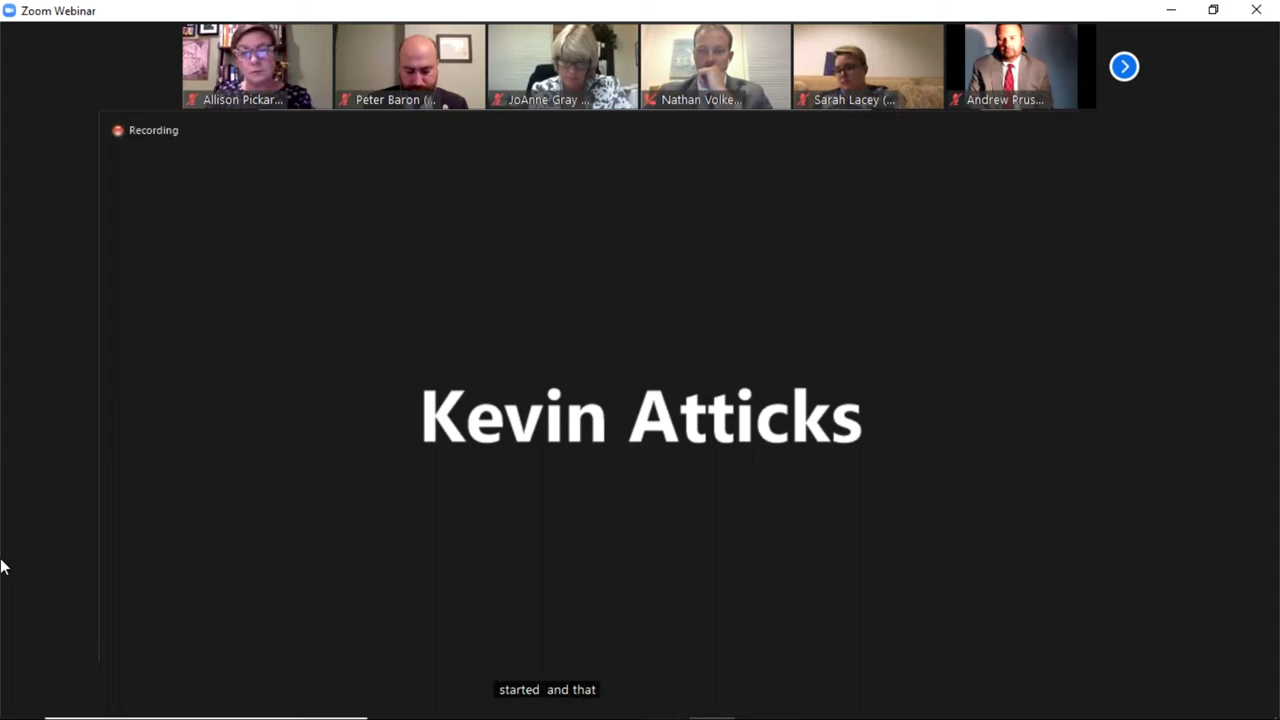 Zoom Webinar
Allison Pickar...
Peter Baron (...
JoAnne Gray ...
Nathan Volke...
Sarah Lacey (...
Andrew Prus...
Recording
Kevin Atticks
started and that